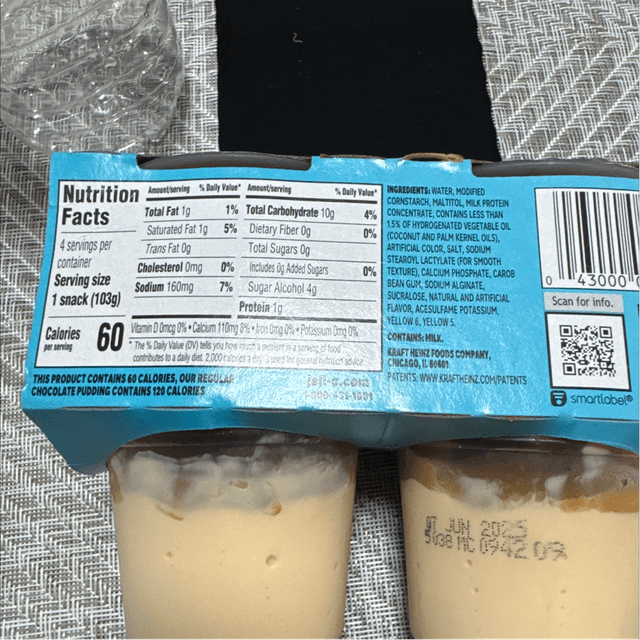 Nutrition
Facts
4 servings per
container
Serving size
1 snack (103g)
Calories
per serving
60
Amount/serving % Daily Value*
Total Fat 1g 1%
Saturated Fat 1g 5%
Trans Fat 0g
Cholesterol 0mg 0%
Sodium 160mg 7%
Amount/serving % Daily Value*
Total Carbohydrate 10g 4%
Dietary Fiber 0g 0%
Total Sugars 0g
Includes 0g Added Sugars 0%
Sugar Alcohol 4g
Protein 1g
Vitamin D 0mcg 0% • Calcium 110mg 8% • Iron 0mg 0% • Potassium 0mg 0%
* The % Daily Value (DV) tells you how much a nutrient in a serving of food
contributes to a daily diet. 2,000 calories a day is used for general nutrition advice.
THIS PRODUCT CONTAINS 60 CALORIES, OUR REGULAR
CHOCOLATE PUDDING CONTAINS 120 CALORIES
jell-o.com
1-800-431-1001
INGREDIENTS: WATER, MODIFIED
CORNSTARCH, MALTITOL, MILK PROTEIN
CONCENTRATE, CONTAINS LESS THAN
1.5% OF HYDROGENATED VEGETABLE OIL
(COCONUT AND PALM KERNEL OILS),
ARTIFICIAL COLOR, SALT, SODIUM
STEAROYL LACTYLATE (FOR SMOOTH
TEXTURE), CALCIUM PHOSPHATE, CAROB
BEAN GUM, SODIUM ALGINATE,
SUCRALOSE, NATURAL AND ARTIFICIAL
FLAVOR, ACESULFAME POTASSIUM,
YELLOW 6, YELLOW 5.
CONTAINS: MILK.
KRAFT HEINZ FOODS COMPANY,
CHICAGO, IL 60601
PATENTS: WWW.KRAFTHEINZ.COM/PATENTS
0 43000
Scan for info.
smartlabel®
JUN 2025
MC 0942 09